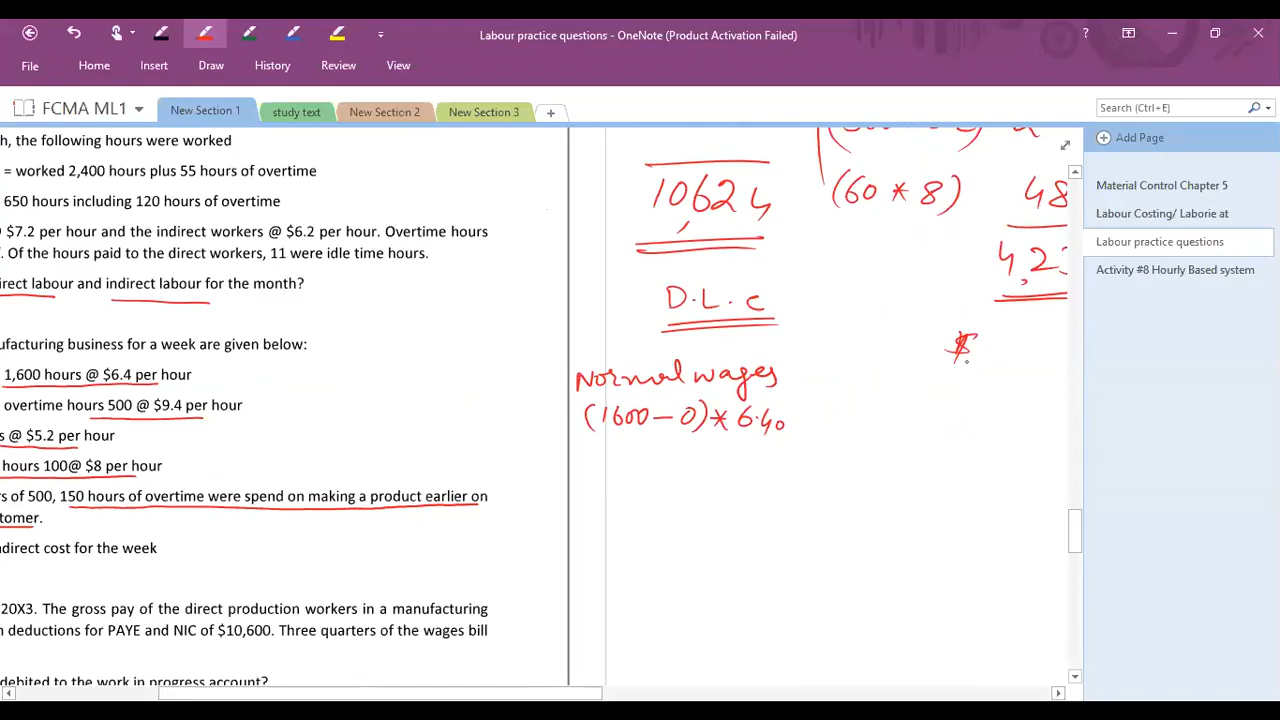 Labour practice questions - OneNote (Product Activation Failed)
File Home Insert Draw History Review View
FCMA ML1 New Section 1 study text New Section 2 New Section 3
Search (Ctrl+E)
Add Page
Material Control Chapter 5
Labour Costing/ Laborie at
Labour practice questions
Activity #8 Hourly Based system
h, the following hours were worked
= worked 2,400 hours plus 55 hours of overtime
650 hours including 120 hours of overtime
@ $7.2 per hour and the indirect workers @ $6.2 per hour. Overtime hours
. Of the hours paid to the direct workers, 11 were idle time hours.
irect labour and indirect labour for the month?
ufacturing business for a week are given below:
1,600 hours @ $6.4 per hour
overtime hours 500 @ $9.4 per hour
s @ $5.2 per hour
hours 100@ $8 per hour
rs of 500, 150 hours of overtime were spend on making a product earlier on
stomer.
ndirect cost for the week
20X3. The gross pay of the direct production workers in a manufacturing
n deductions for PAYE and NIC of $10,600. Three quarters of the wages bill
debited to the work in progress account?
10,624
(60 * 8) 48
4,23
D.L.C
$
Normal wages
(1600 - 0) * 6.40